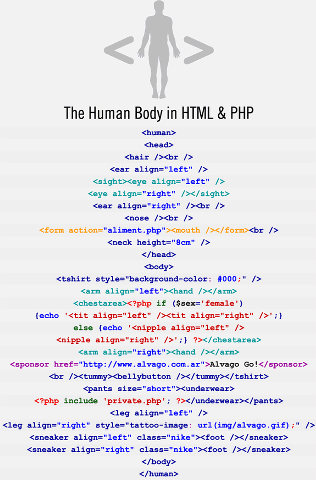 < >
The Human Body in HTML & PHP
<human>
<head>
<hair /><br />
<ear align="left" />
<sight><eye align="left" />
<eye align="right" /></sight>
<ear align="right" /><br />
<nose /><br />
<form action="aliment.php"><mouth /></form><br />
<neck height="8cm" />
</head>
<body>
<tshirt style="background-color: #000;" />
<arm align="left"><hand /></arm>
<chestarea><?php if ($sex='female')
{echo '<tit align="left" /><tit align="right" />';}
else {echo '<nipple align="left" />
<nipple align="right" />';} ?></chestarea>
<arm align="right"><hand /></arm>
<sponsor href="http://www.alvago.com.ar">Alvago Go!</sponsor>
<br /><tummy><bellybutton /></tummy></tshirt>
<pants size="short"><underwear>
<?php include 'private.php'; ?></underwear></pants>
<leg align="left" />
<leg align="right" style="tattoo-image: url(img/alvago.gif);" />
<sneaker align="left" class="nike"><foot /></sneaker>
<sneaker align="right" class="nike"><foot /></sneaker>
</body>
</human>